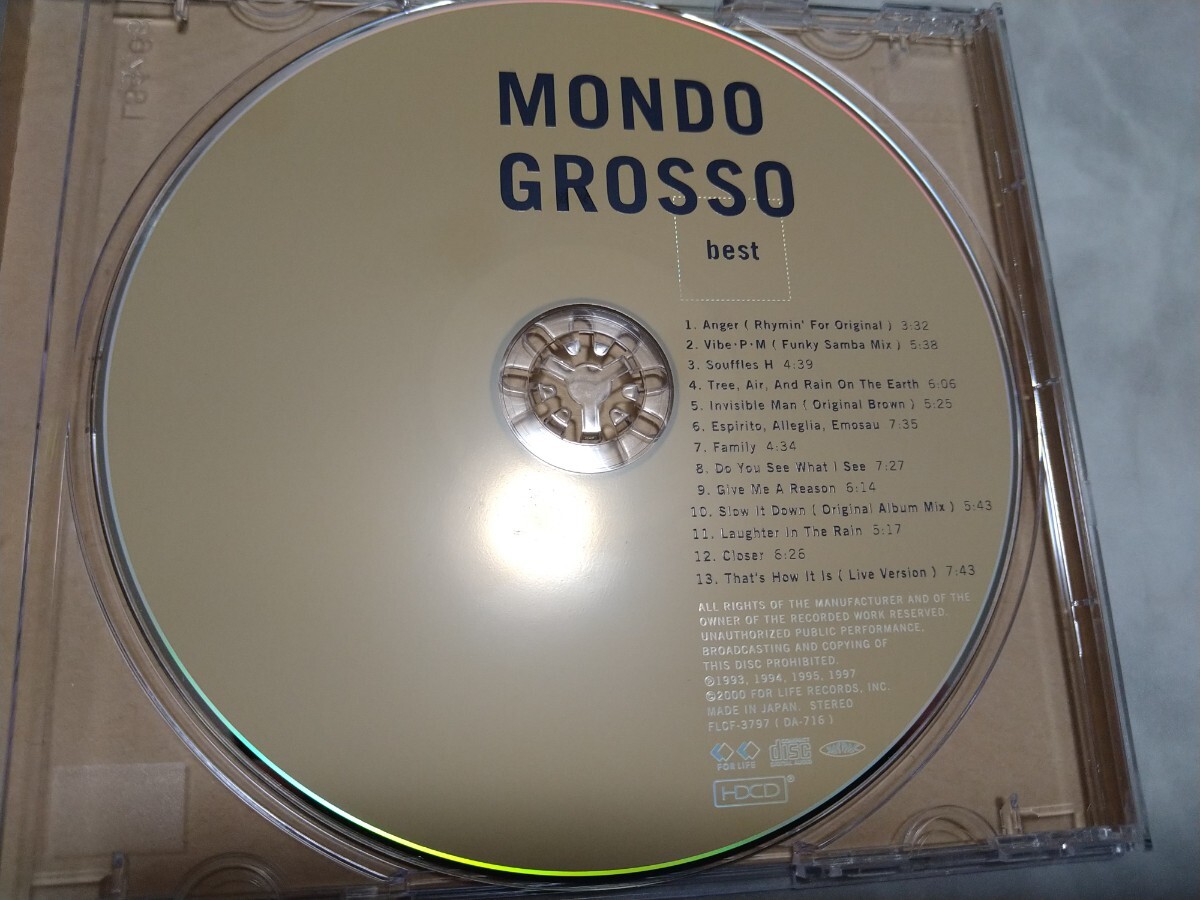 MONDO
GROSSO
best
1. Anger ( Rhymin' For Original ) 3:32
2. Vibe・P・M ( Funky Samba Mix ) 5:38
3. Souffles H 4:39
4. Tree, Air, And Rain On The Earth 6:06
5. Invisible Man ( Original Brown ) 5:25
6. Espirito, Alleglia, Emosau 7:35
7. Family 4:34
8. Do You See What I See 7:27
9. Give Me A Reason 6:14
10. Slow It Down ( Original Album Mix ) 5:43
11. Laughter In The Rain 5:17
12. Closer 6:26
13. That's How It Is ( Live Version ) 7:43
ALL RIGHTS OF THE MANUFACTURER AND OF THE
OWNER OF THE RECORDED WORK RESERVED.
UNAUTHORIZED PUBLIC PERFORMANCE,
BROADCASTING AND COPYING OF
THIS DISC PROHIBITED.
℗1993, 1994, 1995, 1997
©2000 FOR LIFE RECORDS, INC.
MADE IN JAPAN. STEREO
FLCF-3797 ( DA-716 )
FOR LIFE
disc
DIGITAL AUDIO
HDCD®